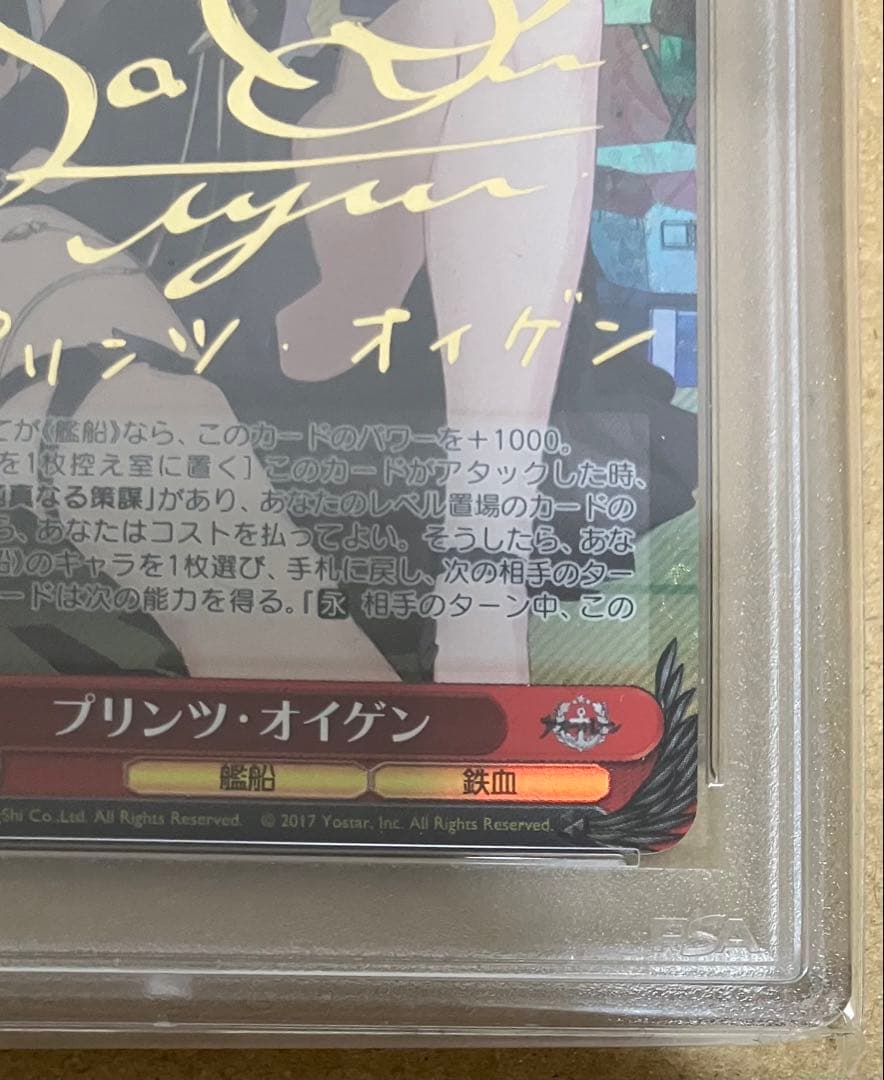 プリンツ・オイゲン
てが《艦船》なら、このカードのパワーを+1000。
を1枚控え室に置く]このカードがアタックした時、
真なる策謀」があり、あなたのレベル置場のカードの
ら、あなたはコストを払ってよい。そうしたら、あな
船》のキャラを1枚選び、手札に戻し、次の相手のター
ードは次の能力を得る。『永 相手のターン中、この
プリンツ・オイゲン
艦船 鉄血
gShi Co.,Ltd. All Rights Reserved. © 2017 Yostar, Inc. All Rights Reserved.
PSA